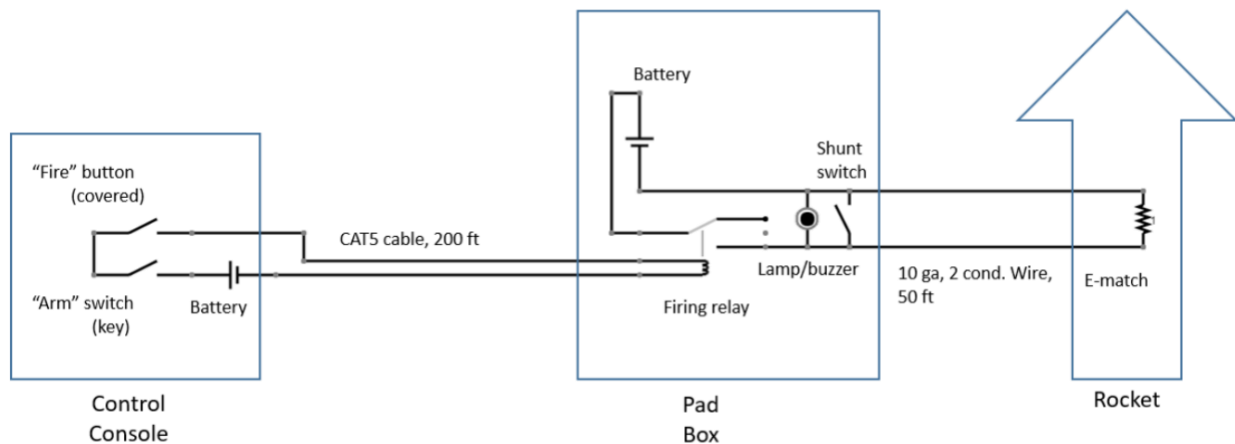 Battery
Shunt
switch
“Fire” button
(covered)
CAT5 cable, 200 ft
“Arm” switch
(key)
Battery
Firing relay
Lamp/buzzer
10 ga, 2 cond. Wire,
50 ft
E-match
Control
Console
Pad
Box
Rocket